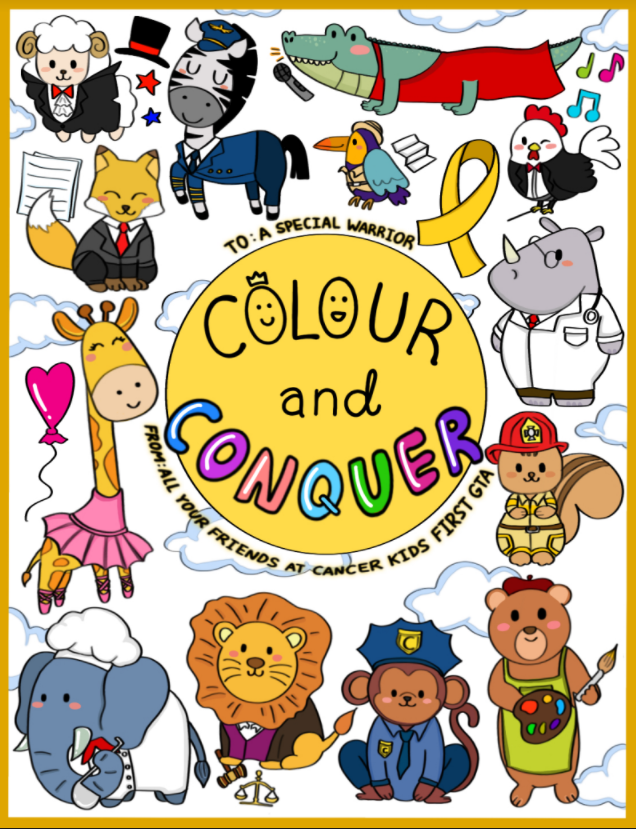 TO: A SPECIAL WARRIOR
COLOUR
and
CONQUER
FROM: ALL YOUR FRIENDS AT CANCER KIDS FIRST GTA
C